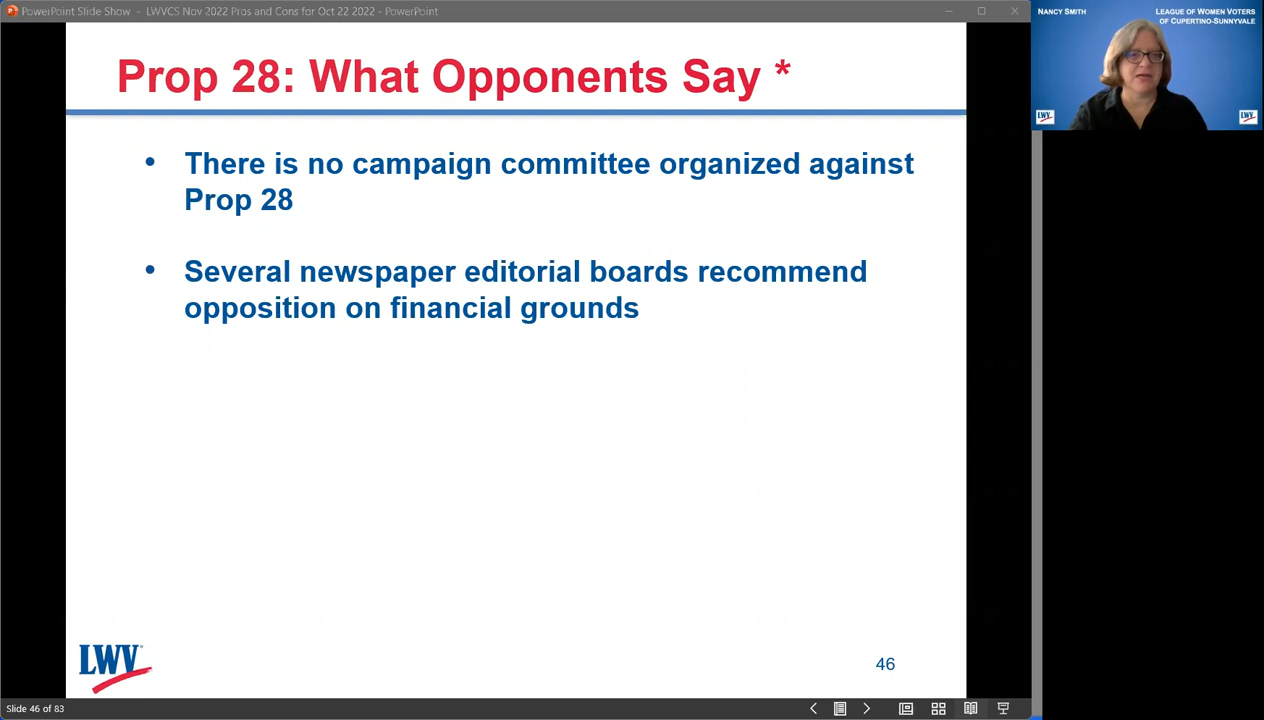 PowerPoint Slide Show - LWVCS Nov 2022 Pros and Cons for Oct 22 2022 - PowerPoint
NANCY SMITH
LEAGUE OF WOMEN VOTERS
OF CUPERTINO-SUNNYVALE
LWV
LWV
Prop 28: What Opponents Say *
• There is no campaign committee organized against
Prop 28
• Several newspaper editorial boards recommend
opposition on financial grounds
LWV
46
Slide 46 of 83